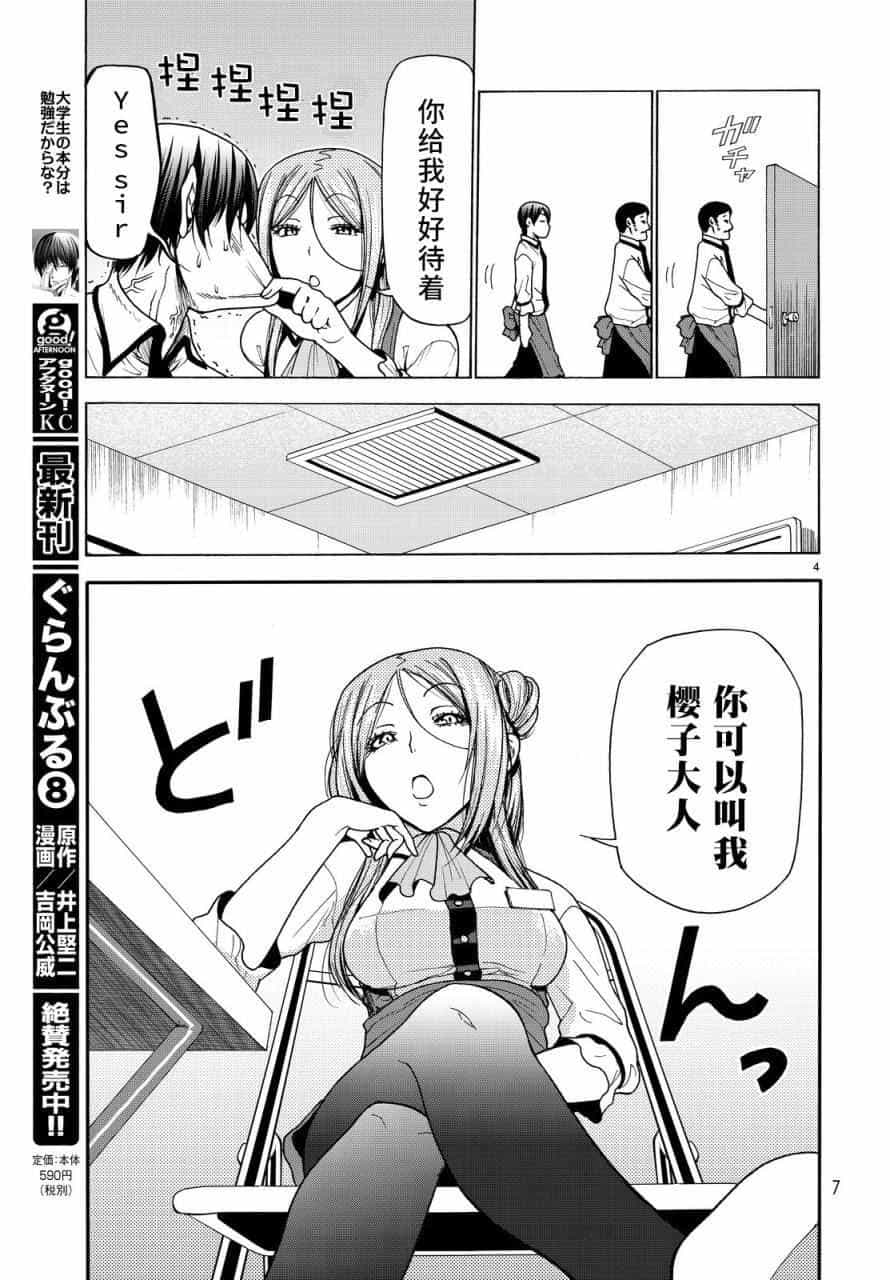 ガチャ
你给我好好待着
捏捏捏捏
Yes sir
4
你可以叫我
樱子大人
どんっ
7
大学生の本分は
勉強だからな?
good!
AFTERNOON
good!
アフタヌーン
KC
最新刊
ぐらんぶる⑧
原作/井上堅二
漫画/吉岡公威
絶賛発売中!!
定価:本体
590円
(税別)